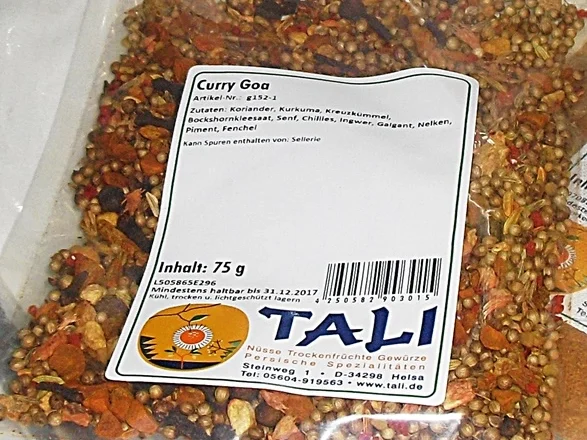 Curry Goa
Artikel-Nr.: g152-1
Zutaten: Koriander, Kurkuma, Kreuzkümmel,
Bockshornkleesaat, Senf, Chillies, Ingwer, Galgant, Nelken,
Piment, Fenchel
Kann Spuren enthalten von: Sellerie
Inhalt: 75 g
L505865E296
Mindestens haltbar bis 31.12.2017
Kühl, trocken u. lichtgeschützt lagern
4 250582 903015
TALI
Nüsse Trockenfrüchte Gewürze
Persische Spezialitäten
Steinweg 1 • D-34298 Helsa
Tel: 05604-919563 • www.tali.de